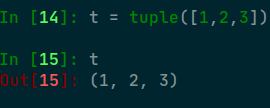 In [14]: t = tuple([1,2,3])
In [15]: t
Out[15]: (1, 2, 3)